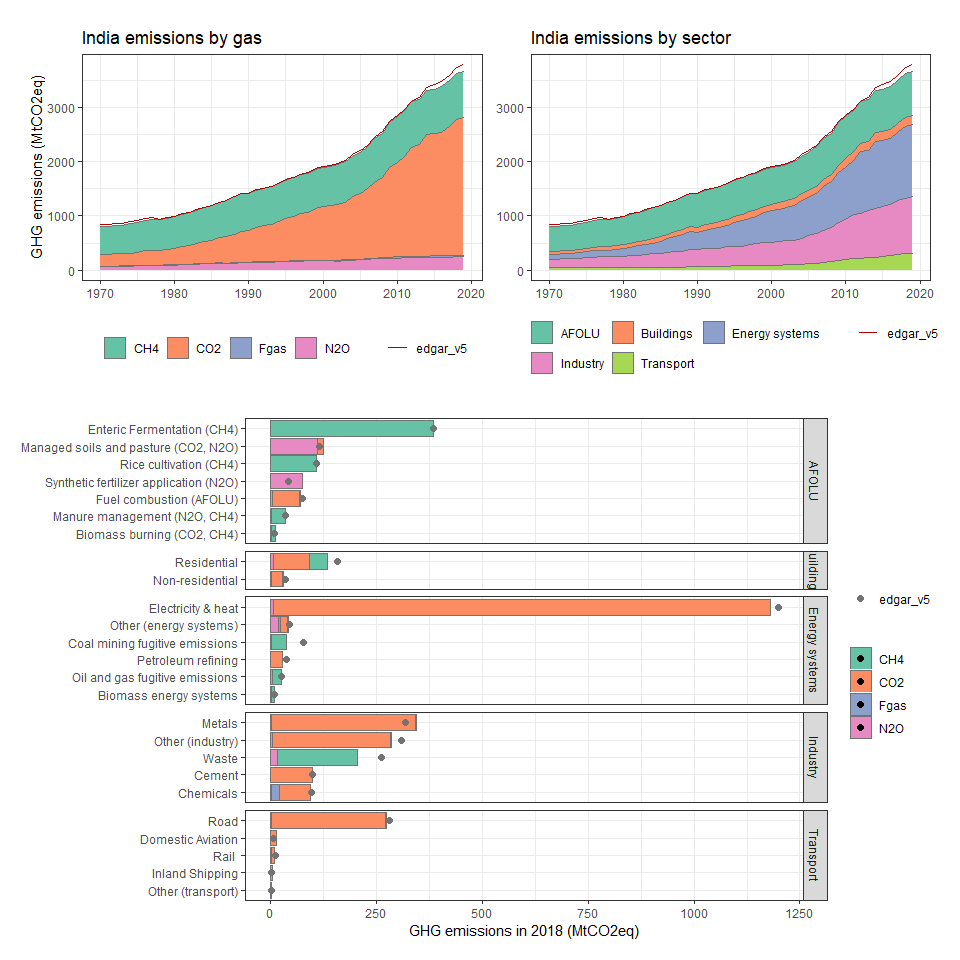 India emissions by gas
GHG emissions (MtCO2eq)
3000
2000
1000
0
1970 1980 1990 2000 2010 2020
CH4 CO2 Fgas N2O edgar_v5
India emissions by sector
3000
2000
1000
0
1970 1980 1990 2000 2010 2020
AFOLU Buildings Energy systems edgar_v5
Industry Transport
Enteric Fermentation (CH4)
Managed soils and pasture (CO2, N2O)
Rice cultivation (CH4)
Synthetic fertilizer application (N2O)
Fuel combustion (AFOLU)
Manure management (N2O, CH4)
Biomass burning (CO2, CH4)
AFOLU
Residential
Non-residential
uilding
Electricity & heat
Other (energy systems)
Coal mining fugitive emissions
Petroleum refining
Oil and gas fugitive emissions
Biomass energy systems
Energy systems
Metals
Other (industry)
Waste
Cement
Chemicals
Industry
Road
Domestic Aviation
Rail
Inland Shipping
Other (transport)
Transport
0 250 500 750 1000 1250
GHG emissions in 2018 (MtCO2eq)
edgar_v5
CH4
CO2
Fgas
N2O